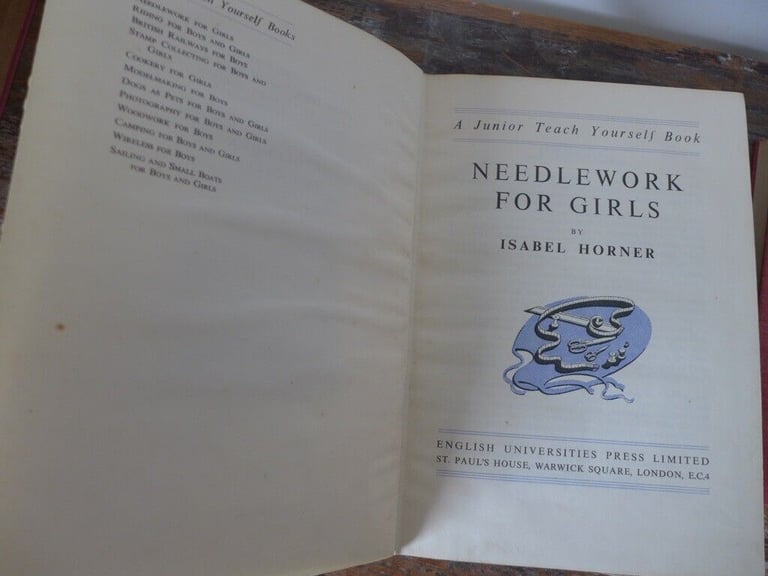 Yourself Books
Needlework for Girls
Riding for Boys and Girls
British Railways for Boys
Stamp Collecting for Boys and
Girls
Cookery for Girls
Modelmaking for Boys
Dogs as Pets for Boys and Girls
Photography for Boys and Girls
Woodwork for Boys
Camping for Boys and Girls
Wireless for Boys
Sailing and Small Boats
for Boys and Girls
A Junior Teach Yourself Book
NEEDLEWORK
FOR GIRLS
BY
ISABEL HORNER
ENGLISH UNIVERSITIES PRESS LIMITED
ST. PAUL'S HOUSE, WARWICK SQUARE, LONDON, E.C.4